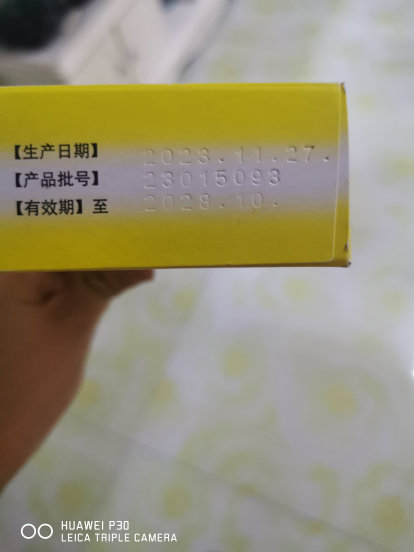 【生产日期】 2023.11.27.
【产品批号】 23015093
【有效期】至 2028.10.
HUAWEI P30
LEICA TRIPLE CAMERA